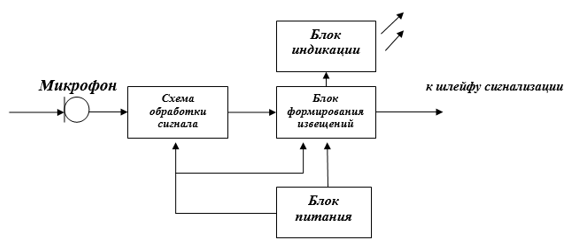 Блок
индикации
Микрофон
к шлейфу сигнализации
Схема
обработки
сигнала
Блок
формирования
извещений
Блок
питания